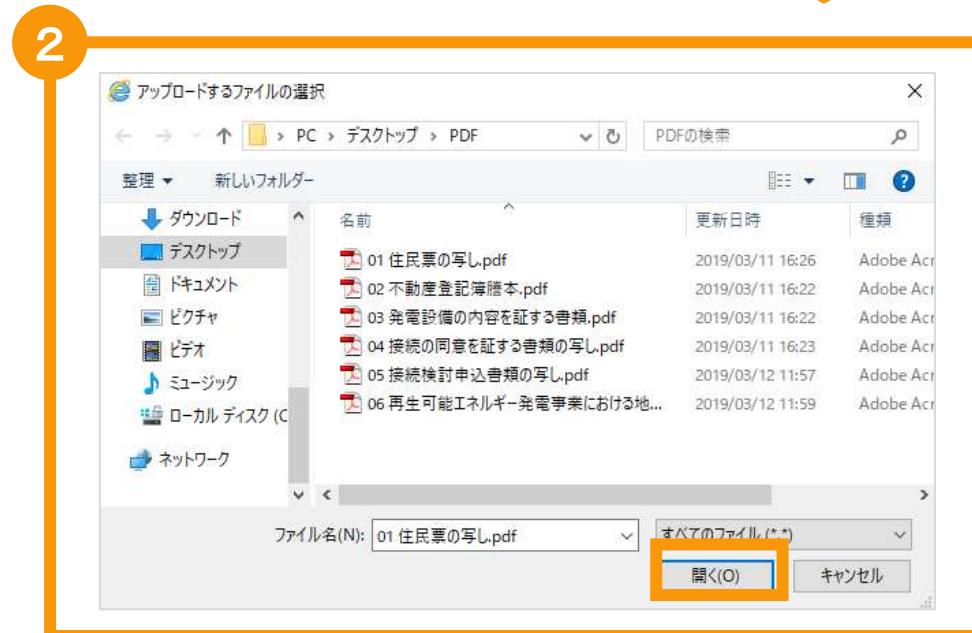 2
アップロードするファイルの選択
PC › デスクトップ › PDF
PDFの検索
整理 新しいフォルダー
ダウンロード
デスクトップ
ドキュメント
ピクチャ
ビデオ
ミュージック
ローカル ディスク (C
ネットワーク
名前 更新日時 種類
01 住民票の写し.pdf 2019/03/11 16:26 Adobe Acr
02 不動産登記簿謄本.pdf 2019/03/11 16:22 Adobe Acr
03 発電設備の内容を証する書類.pdf 2019/03/11 16:22 Adobe Acr
04 接続の同意を証する書類の写し.pdf 2019/03/11 16:23 Adobe Acr
05 接続検討申込書類の写し.pdf 2019/03/12 11:57 Adobe Acr
06 再生可能エネルギー発電事業における地... 2019/03/12 11:59 Adobe Acr
ファイル名(N): 01 住民票の写し.pdf すべてのファイル (*.*)
開く(O) キャンセル